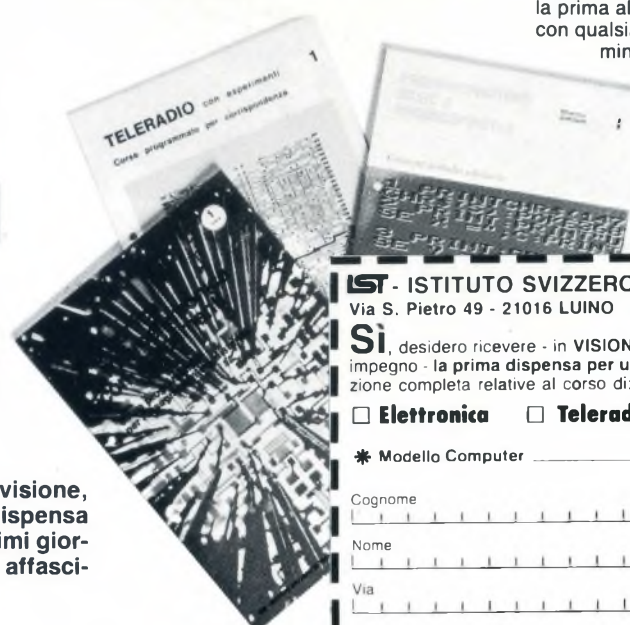 la prima al
con qualsia
min
TELERADIO con esperimenti
1
Corso programmato per corrispondenza
1
visione,
ispensa
imi gior-
affasci-
IST - ISTITUTO SVIZZERO
Via S. Pietro 49 - 21016 LUINO
Sì, desidero ricevere - in VISION
impegno - la prima dispensa per u
zione completa relative al corso di:
□ Elettronica □ Telerad
✱ Modello Computer
Cognome
Nome
Via